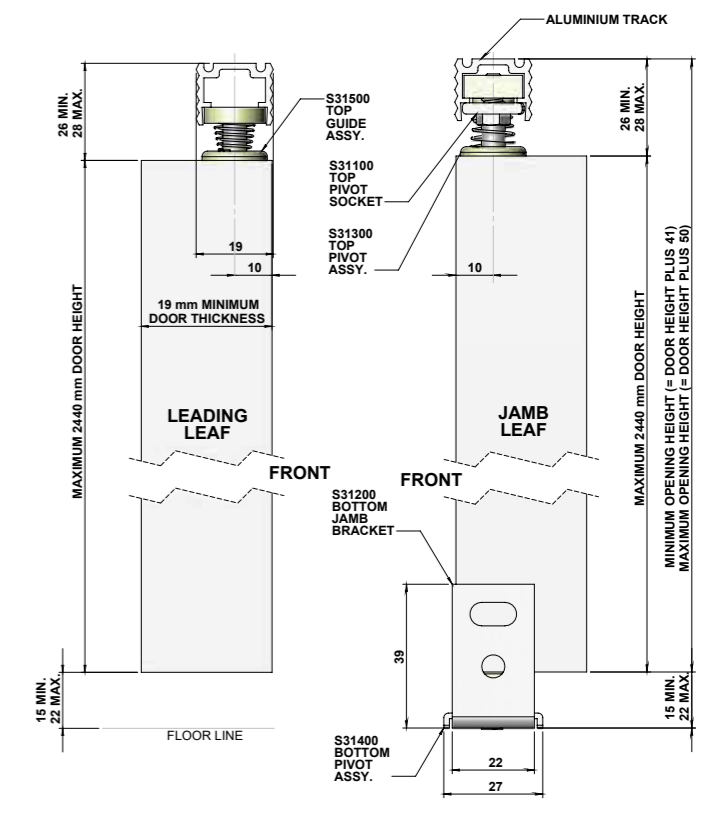 ALUMINIUM TRACK
26 MIN.
28 MAX.
S31500
TOP
GUIDE
ASSY.
S31100
TOP
PIVOT
SOCKET
S31300
TOP
PIVOT
ASSY.
26 MIN.
28 MAX.
19
10
10
19 mm MINIMUM
DOOR THICKNESS
MAXIMUM 2440 mm DOOR HEIGHT
LEADING
LEAF
FRONT
JAMB
LEAF
FRONT
MAXIMUM 2440 mm DOOR HEIGHT
MINIMUM OPENING HEIGHT (= DOOR HEIGHT PLUS 41)
MAXIMUM OPENING HEIGHT (= DOOR HEIGHT PLUS 50)
S31200
BOTTOM
JAMB
BRACKET
39
15 MIN.
22 MAX.
FLOOR LINE
S31400
BOTTOM
PIVOT
ASSY.
22
27
15 MIN.
22 MAX.